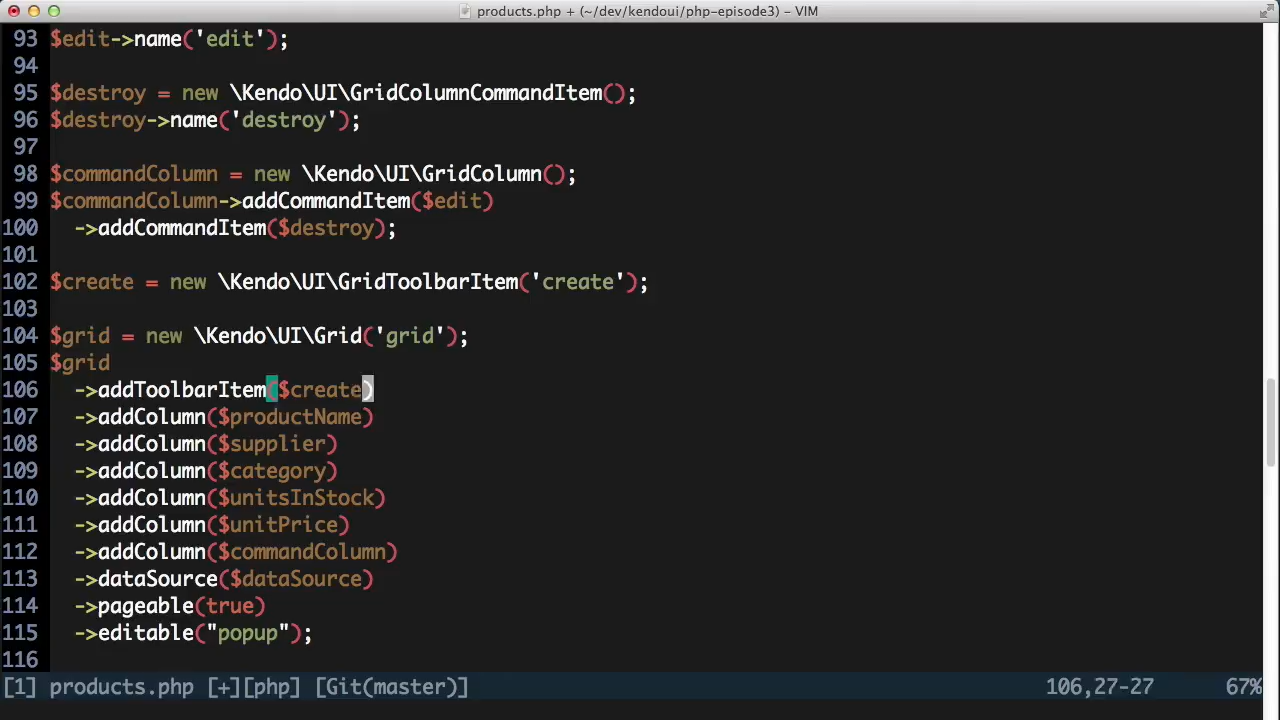 products.php + (~/dev/kendoui/php-episode3) – VIM
93 $edit->name('edit');
94
95 $destroy = new \Kendo\UI\GridColumnCommandItem();
96 $destroy->name('destroy');
97
98 $commandColumn = new \Kendo\UI\GridColumn();
99 $commandColumn->addCommandItem($edit)
100   ->addCommandItem($destroy);
101
102 $create = new \Kendo\UI\GridToolbarItem('create');
103
104 $grid = new \Kendo\UI\Grid('grid');
105 $grid
106   ->addToolbarItem($create)
107   ->addColumn($productName)
108   ->addColumn($supplier)
109   ->addColumn($category)
110   ->addColumn($unitsInStock)
111   ->addColumn($unitPrice)
112   ->addColumn($commandColumn)
113   ->dataSource($dataSource)
114   ->pageable(true)
115   ->editable("popup");
116
[1] products.php [+][php] [Git(master)] 106,27-27 67%